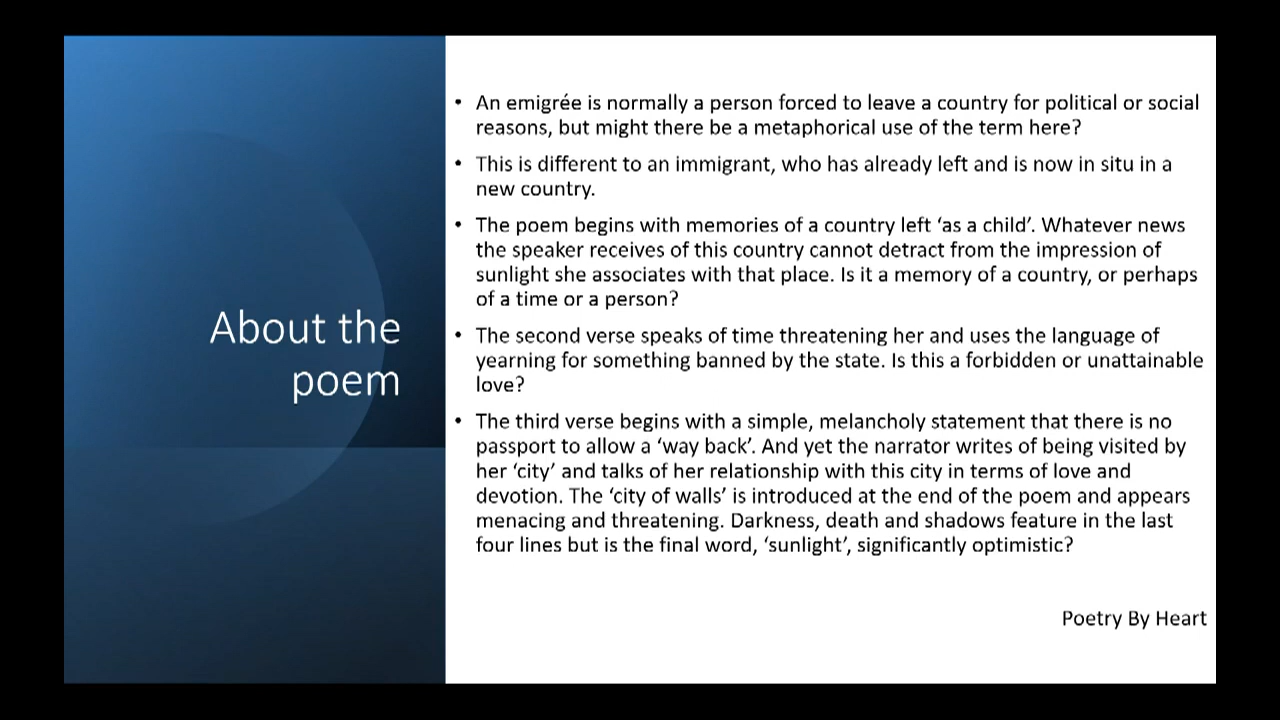 About the
poem
• An emigrée is normally a person forced to leave a country for political or social
reasons, but might there be a metaphorical use of the term here?
• This is different to an immigrant, who has already left and is now in situ in a
new country.
• The poem begins with memories of a country left ‘as a child’. Whatever news
the speaker receives of this country cannot detract from the impression of
sunlight she associates with that place. Is it a memory of a country, or perhaps
of a time or a person?
• The second verse speaks of time threatening her and uses the language of
yearning for something banned by the state. Is this a forbidden or unattainable
love?
• The third verse begins with a simple, melancholy statement that there is no
passport to allow a ‘way back’. And yet the narrator writes of being visited by
her ‘city’ and talks of her relationship with this city in terms of love and
devotion. The ‘city of walls’ is introduced at the end of the poem and appears
menacing and threatening. Darkness, death and shadows feature in the last
four lines but is the final word, ‘sunlight’, significantly optimistic?
Poetry By Heart